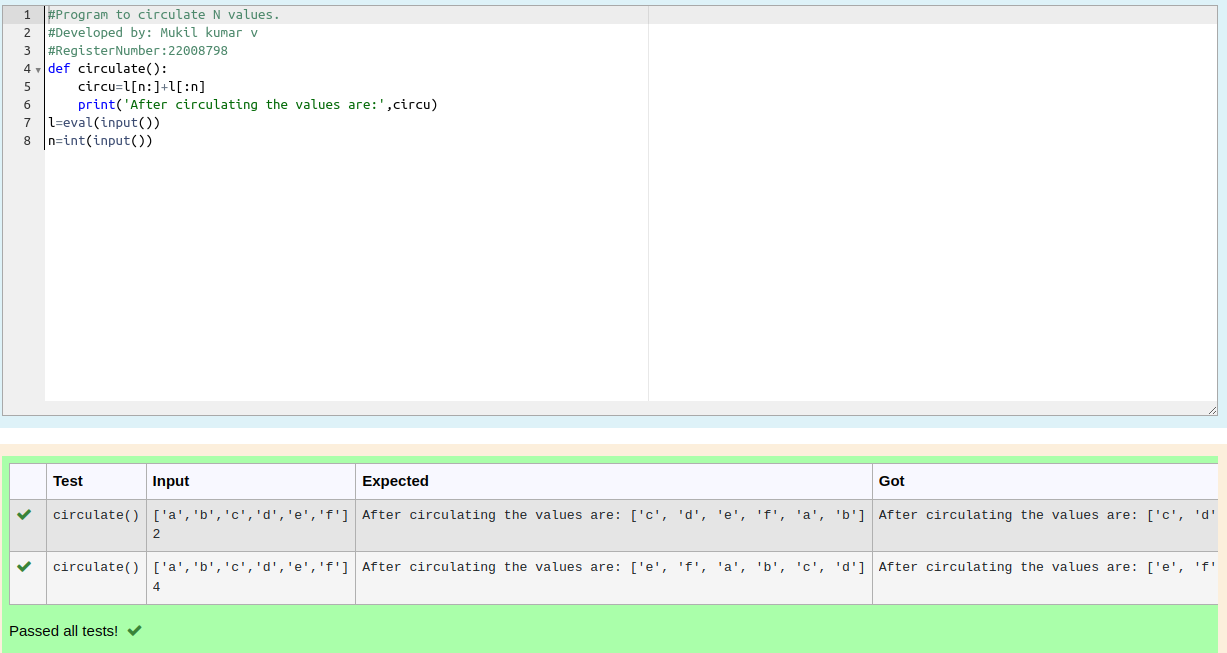 1 #Program to circulate N values.
2 #Developed by: Mukil kumar v
3 #RegisterNumber:22008798
4 def circulate():
5     circu=l[n:]+l[:n]
6     print('After circulating the values are:',circu)
7 l=eval(input())
8 n=int(input())
Test Input Expected Got
circulate() ['a','b','c','d','e','f'] After circulating the values are: ['c', 'd', 'e', 'f', 'a', 'b'] After circulating the values are: ['c', 'd'
2
circulate() ['a','b','c','d','e','f'] After circulating the values are: ['e', 'f', 'a', 'b', 'c', 'd'] After circulating the values are: ['e', 'f'
4
Passed all tests!